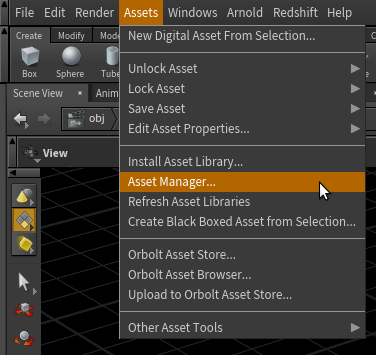 File Edit Render Assets Windows Arnold Redshift Help
Create Modify
New Digital Asset From Selection...
Box Sphere Tube
Unlock Asset
Lock Asset
Scene View × Anim
Save Asset
obj
Edit Asset Properties...
View
Install Asset Library...
Asset Manager...
Refresh Asset Libraries
Create Black Boxed Asset from Selection...
Orbolt Asset Store...
Orbolt Asset Browser...
Upload to Orbolt Asset Store...
Other Asset Tools